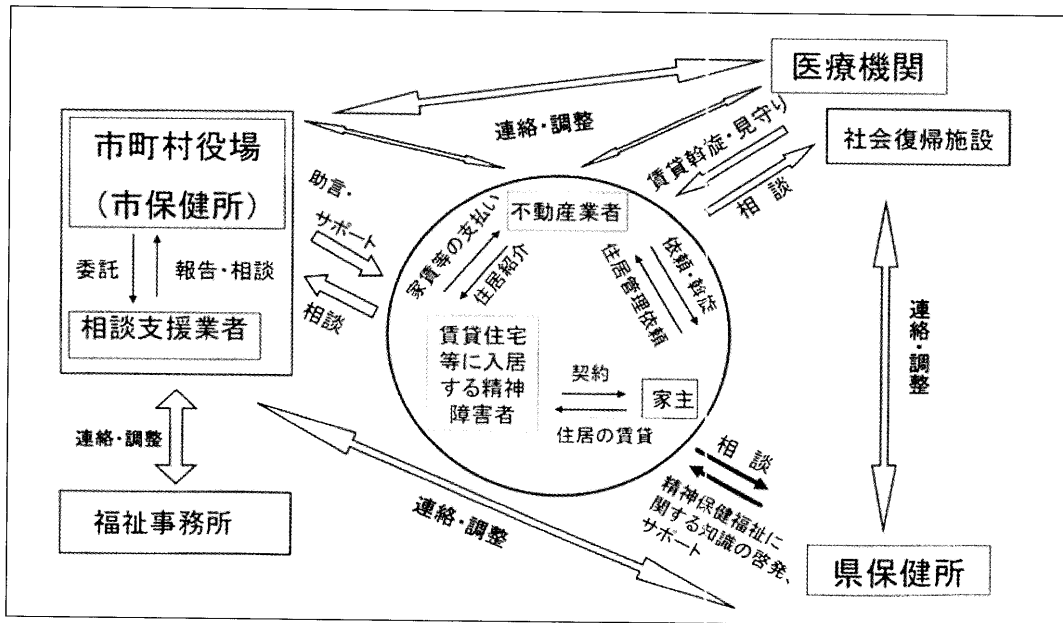 医療機関
連絡・調整
市町村役場
(市保健所)
委託
報告・相談
相談支援業者
社会復帰施設
賃貸斡旋・見守り
相談
助言・
サポート
相談
不動産業者
家賃等の支払い
住居紹介
依頼・斡旋
住居管理依頼
賃貸住宅
等に入居
する精神
障害者
契約
家主
住居の賃貸
連絡・調整
連絡・調整
福祉事務所
連絡・調整
相談
精神保健福祉に
関する知識の啓発、
サポート
県保健所